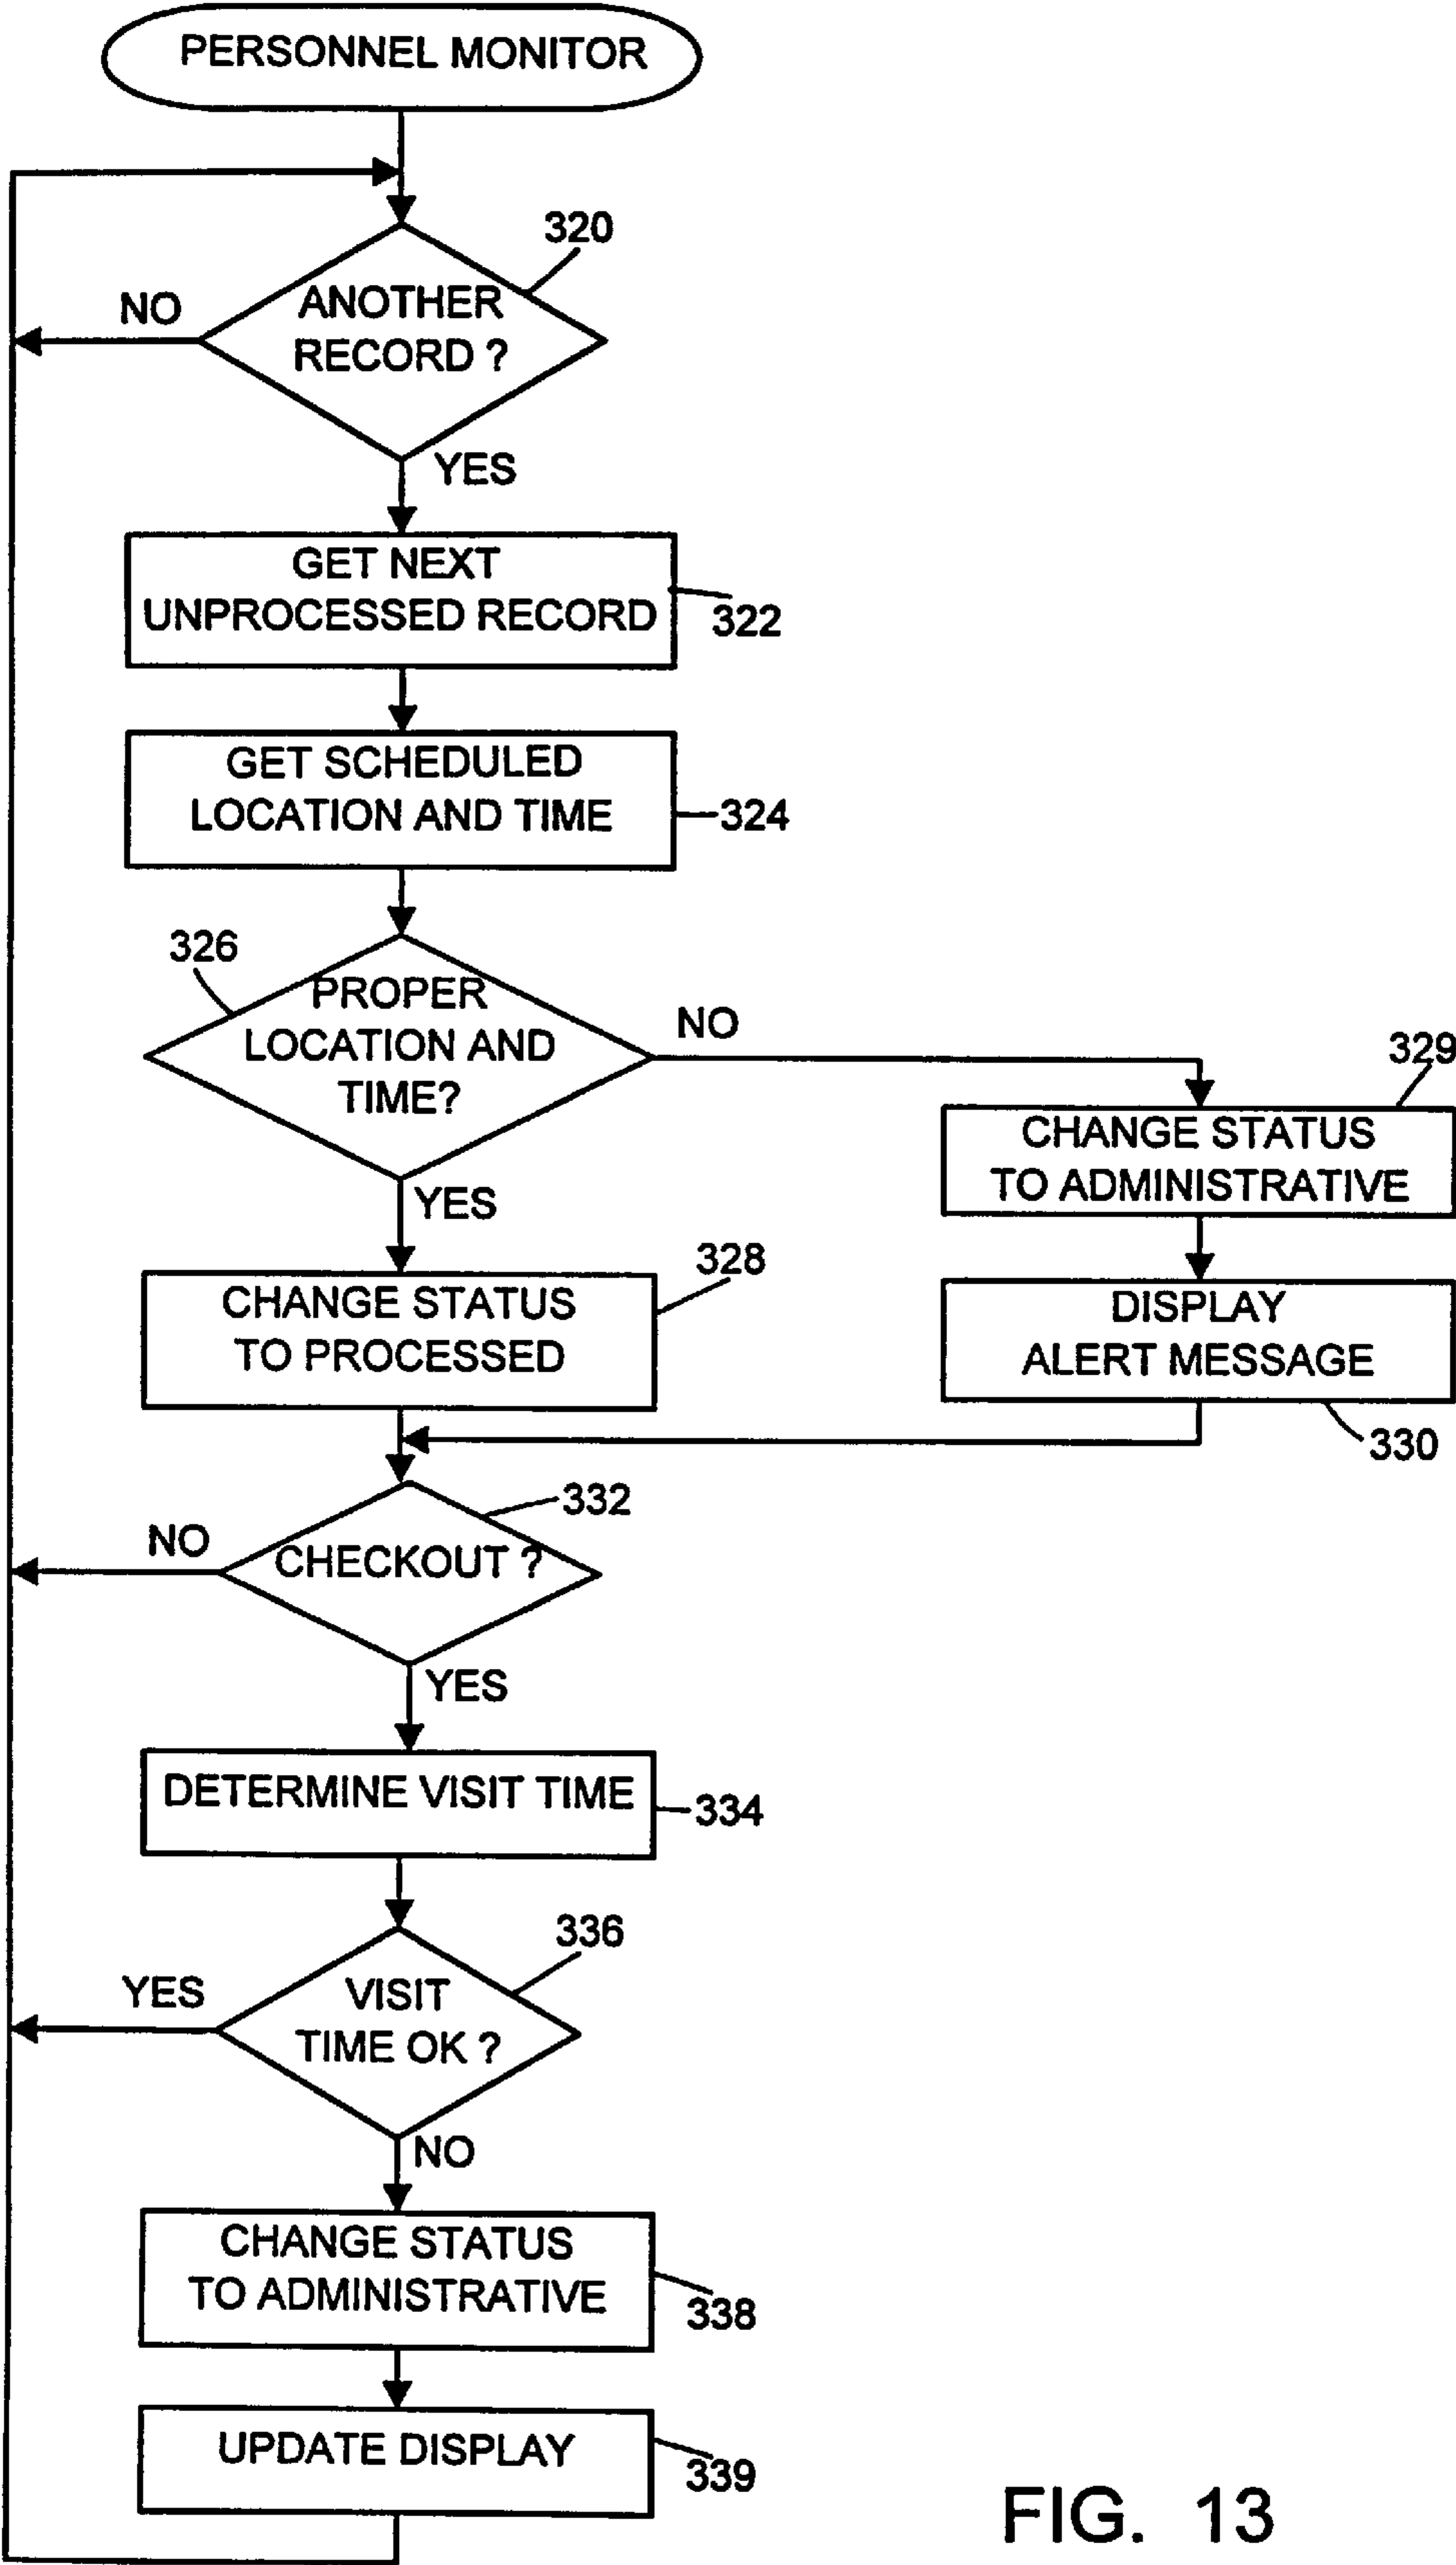 PERSONNEL MONITOR
320
ANOTHER
RECORD ?
NO
YES
GET NEXT
UNPROCESSED RECORD
322
GET SCHEDULED
LOCATION AND TIME
324
326
PROPER
LOCATION AND
TIME?
NO
YES
329
CHANGE STATUS
TO ADMINISTRATIVE
328
CHANGE STATUS
TO PROCESSED
DISPLAY
ALERT MESSAGE
330
332
NO
CHECKOUT ?
YES
DETERMINE VISIT TIME
334
336
YES
VISIT
TIME OK ?
NO
CHANGE STATUS
TO ADMINISTRATIVE
338
UPDATE DISPLAY
339
FIG. 13